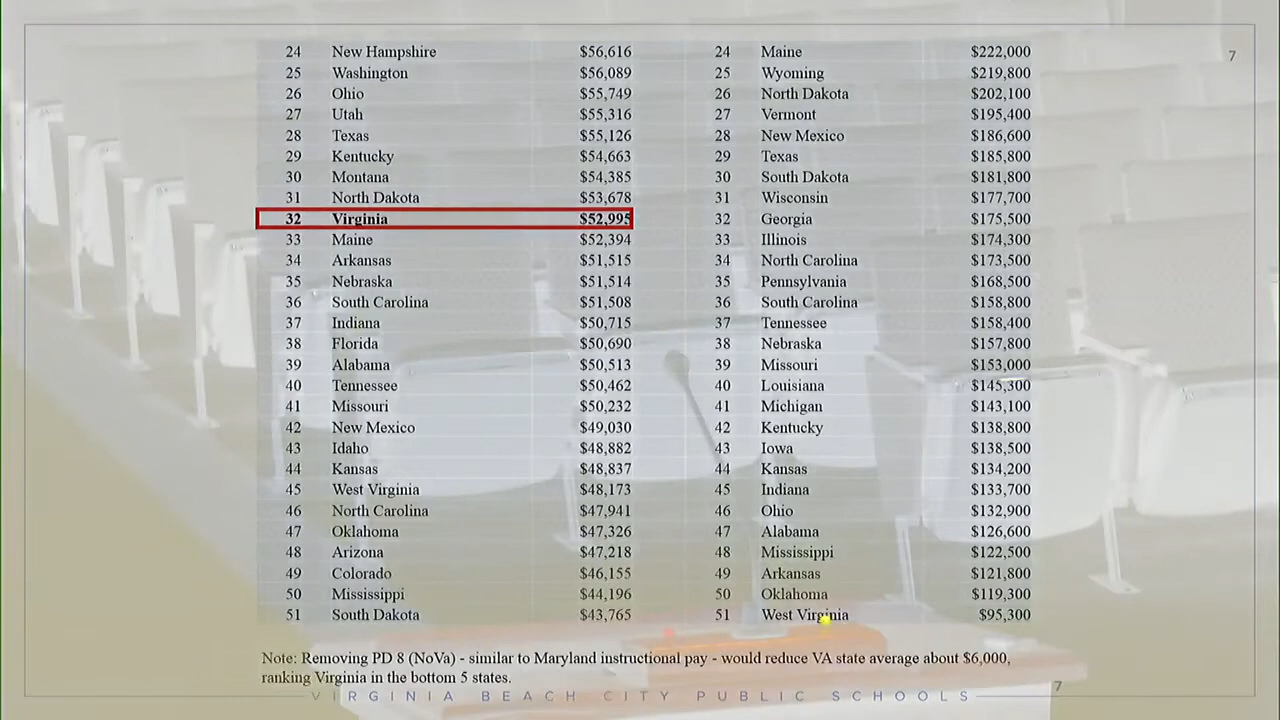 24 New Hampshire $56,616 24 Maine $222,000
7
25 Washington $56,089 25 Wyoming $219,800
26 Ohio $55,749 26 North Dakota $202,100
27 Utah $55,316 27 Vermont $195,400
28 Texas $55,126 28 New Mexico $186,600
29 Kentucky $54,663 29 Texas $185,800
30 Montana $54,385 30 South Dakota $181,800
31 North Dakota $53,678 31 Wisconsin $177,700
32 Virginia $52,995 32 Georgia $175,500
33 Maine $52,394 33 Illinois $174,300
34 Arkansas $51,515 34 North Carolina $173,500
35 Nebraska $51,514 35 Pennsylvania $168,500
36 South Carolina $51,508 36 South Carolina $158,800
37 Indiana $50,715 37 Tennessee $158,400
38 Florida $50,690 38 Nebraska $157,800
39 Alabama $50,513 39 Missouri $153,000
40 Tennessee $50,462 40 Louisiana $145,300
41 Missouri $50,232 41 Michigan $143,100
42 New Mexico $49,030 42 Kentucky $138,800
43 Idaho $48,882 43 Iowa $138,500
44 Kansas $48,837 44 Kansas $134,200
45 West Virginia $48,173 45 Indiana $133,700
46 North Carolina $47,941 46 Ohio $132,900
47 Oklahoma $47,326 47 Alabama $126,600
48 Arizona $47,218 48 Mississippi $122,500
49 Colorado $46,155 49 Arkansas $121,800
50 Mississippi $44,196 50 Oklahoma $119,300
51 South Dakota $43,765 51 West Virginia $95,300
Note: Removing PD 8 (NoVa) - similar to Maryland instructional pay - would reduce VA state average about $6,000,
ranking Virginia in the bottom 5 states.
7
VIRGINIA BEACH CITY PUBLIC SCHOOLS